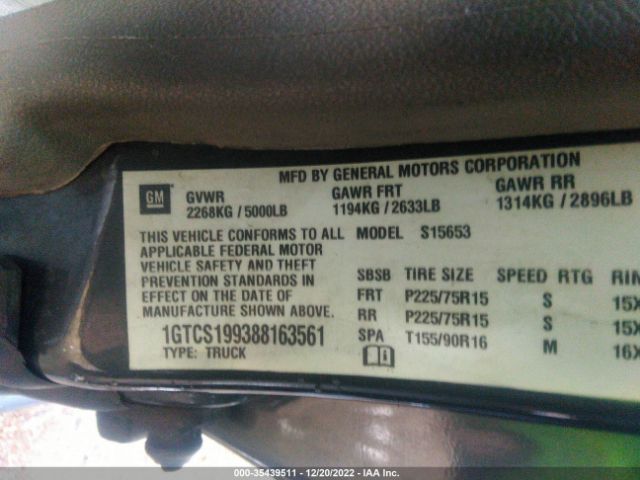 MFD BY GENERAL MOTORS CORPORATION
GM
GVWR GAWR FRT GAWR RR
2268KG / 5000LB 1194KG / 2633LB 1314KG / 2896LB
THIS VEHICLE CONFORMS TO ALL MODEL S15653
APPLICABLE FEDERAL MOTOR
VEHICLE SAFETY AND THEFT
PREVENTION STANDARDS IN
EFFECT ON THE DATE OF
MANUFACTURE SHOWN ABOVE.
1GTCS199388163561
TYPE: TRUCK
SBSB TIRE SIZE SPEED RTG RIM
FRT P225/75R15 S 15X
RR P225/75R15 S 15X
SPA T155/90R16 M 16X
000-35439511 - 12/20/2022 - IAA Inc.